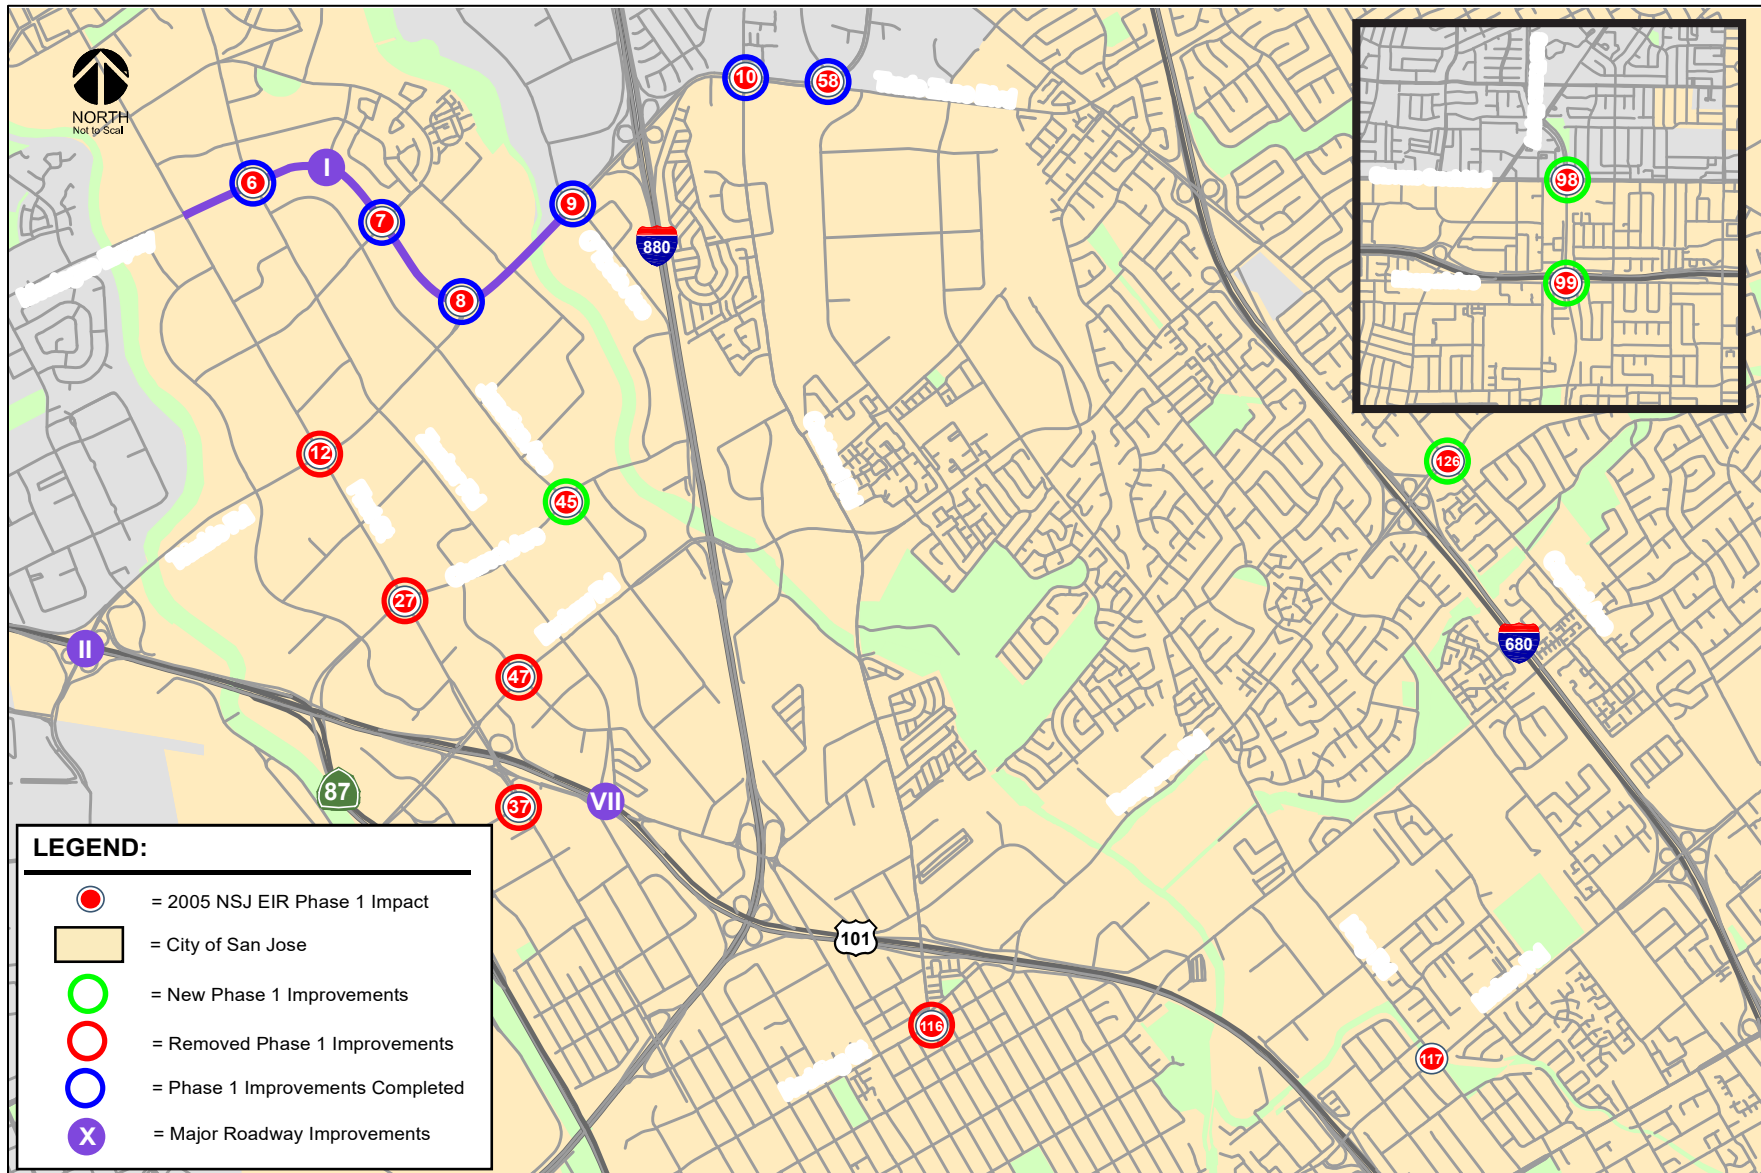 NORTH
Not to Scal
10
58
I
6
7
9
8
880
98
99
12
45
126
27
II
47
680
87
37
VII
101
116
117
LEGEND:
= 2005 NSJ EIR Phase 1 Impact
= City of San Jose
= New Phase 1 Improvements
= Removed Phase 1 Improvements
= Phase 1 Improvements Completed
X = Major Roadway Improvements